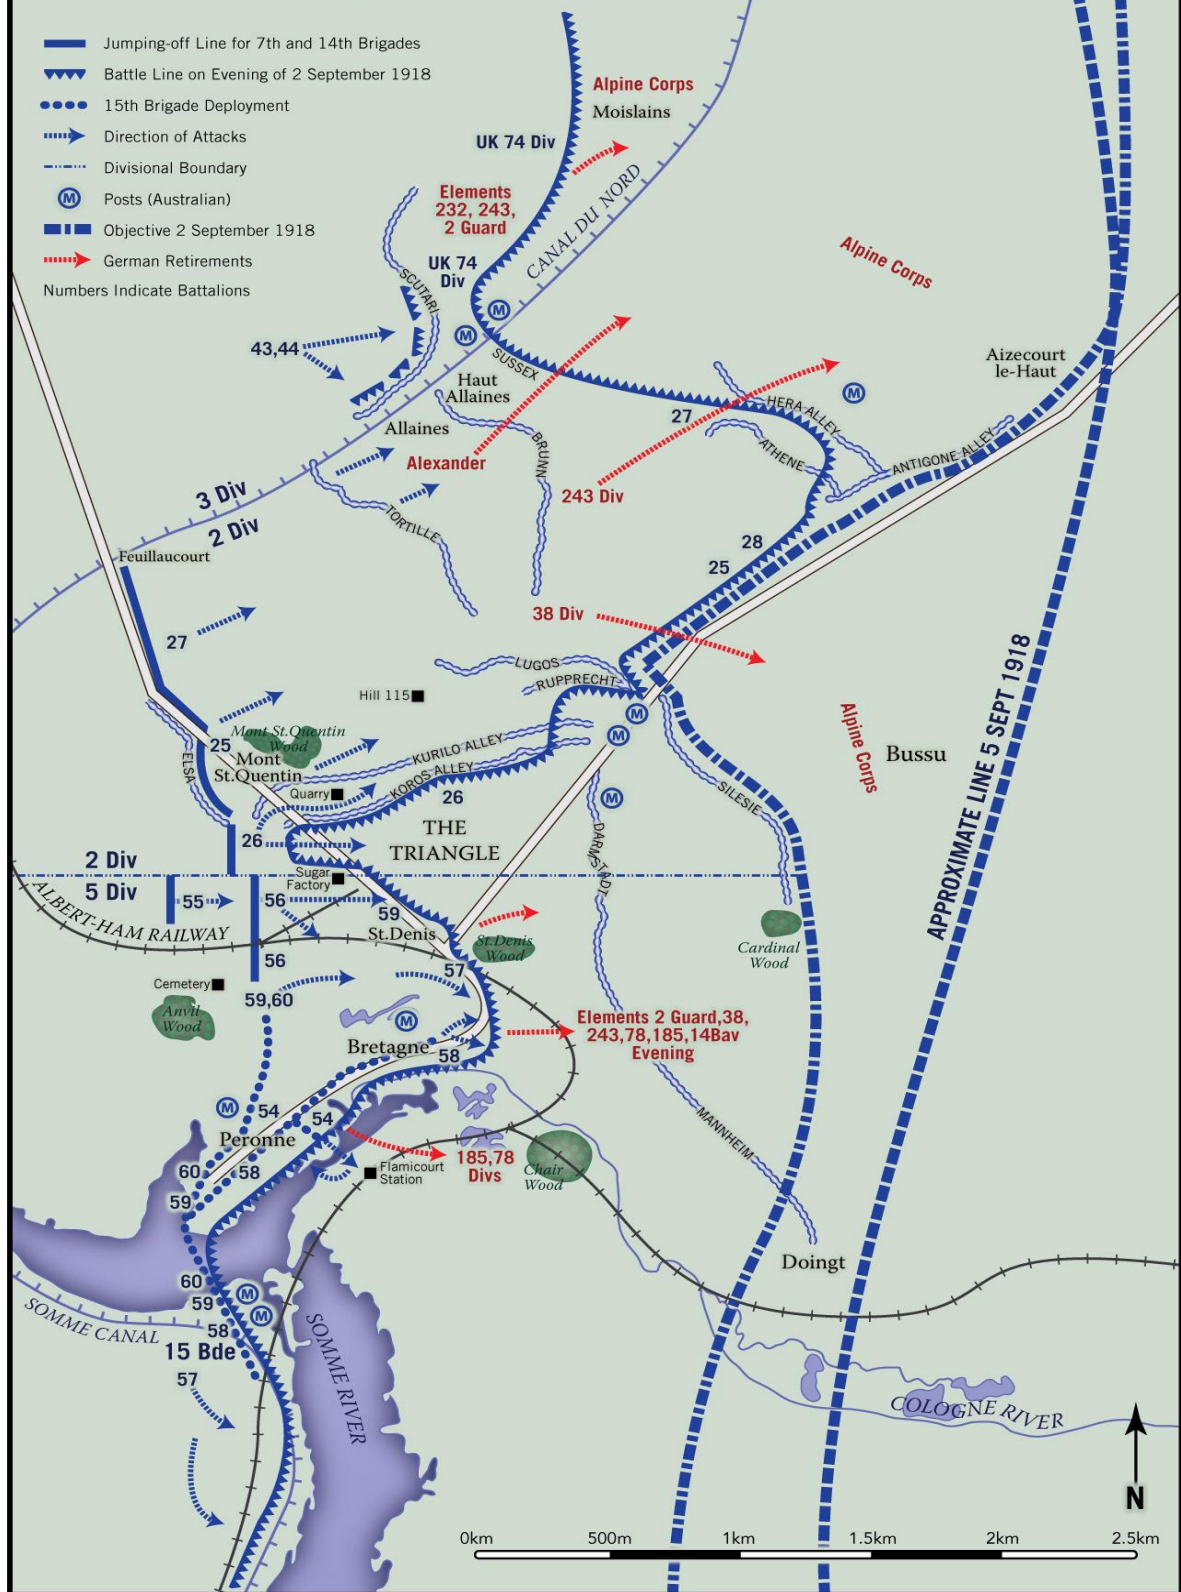 Jumping-off Line for 7th and 14th Brigades
Battle Line on Evening of 2 September 1918
15th Brigade Deployment
Direction of Attacks
Divisional Boundary
M Posts (Australian)
Objective 2 September 1918
German Retirements
Numbers Indicate Battalions
Alpine Corps
Moislains
UK 74 Div
CANAL DU NORD
Elements
232, 243,
2 Guard
UK 74
Div
SCUTARI
Alpine Corps
M
M
43,44
SUSSEX
Aizecourt
le-Haut
Haut
Allaines
M
HERA ALLEY
27
Allaines
ATHENE
ANTIGONE ALLEY
BRUNN
Alexander
243 Div
3 Div
2 Div
TORTILLE
Feuillaucourt
28
25
38 Div
27
LUGOS
RUPPRECHT
Hill 115
APPROXIMATE LINE 5 SEPT 1918
M
M
Mont St.Quentin
Wood
25
Mont
St.Quentin
ELSA
KURILO ALLEY
KOROS ALLEY
Alpine Corps
Bussu
SILESIE
Quarry
26
M
THE
TRIANGLE
26
DARMSTADT
2 Div
5 Div
Sugar
Factory
ALBERT-HAM RAILWAY
55
56
59
St.Denis
St.Denis
Wood
Cardinal
Wood
56
57
Cemetery
59,60
Anvil
Wood
M
Elements 2 Guard,38,
243,78,185,14Bav
Evening
Bretagne
58
M
54
54
Peronne
MANNHEIM
60
58
59
Flamicourt
Station
185,78
Divs
Chair
Wood
Doingt
60
59
M
M
58
SOMME CANAL
15 Bde
57
SOMME RIVER
COLOGNE RIVER
N
0km
500m
1km
1.5km
2km
2.5km